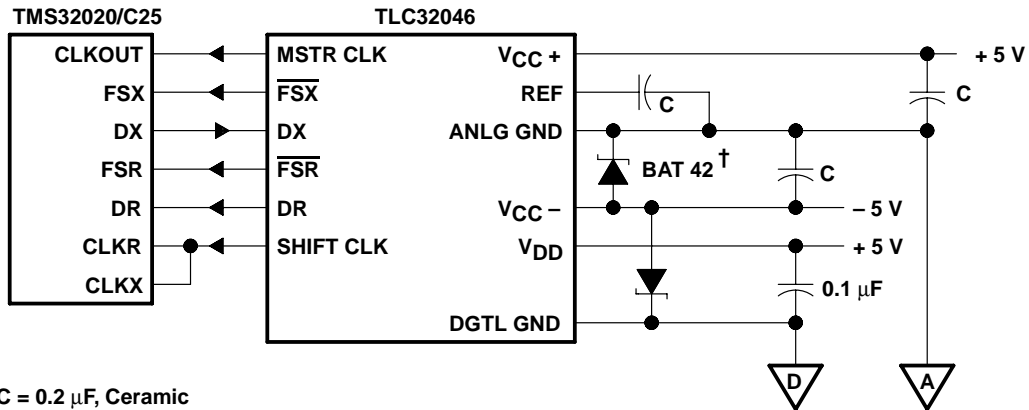 TMS32020/C25
TLC32046
CLKOUT
MSTR CLK
VCC +
+ 5 V
FSX
FSX
REF
C
C
DX
DX
ANLG GND
FSR
FSR
BAT 42 †
C
DR
DR
VCC –
– 5 V
CLKR
SHIFT CLK
VDD
+ 5 V
CLKX
0.1 μF
DGTL GND
D
A
C = 0.2 μF, Ceramic